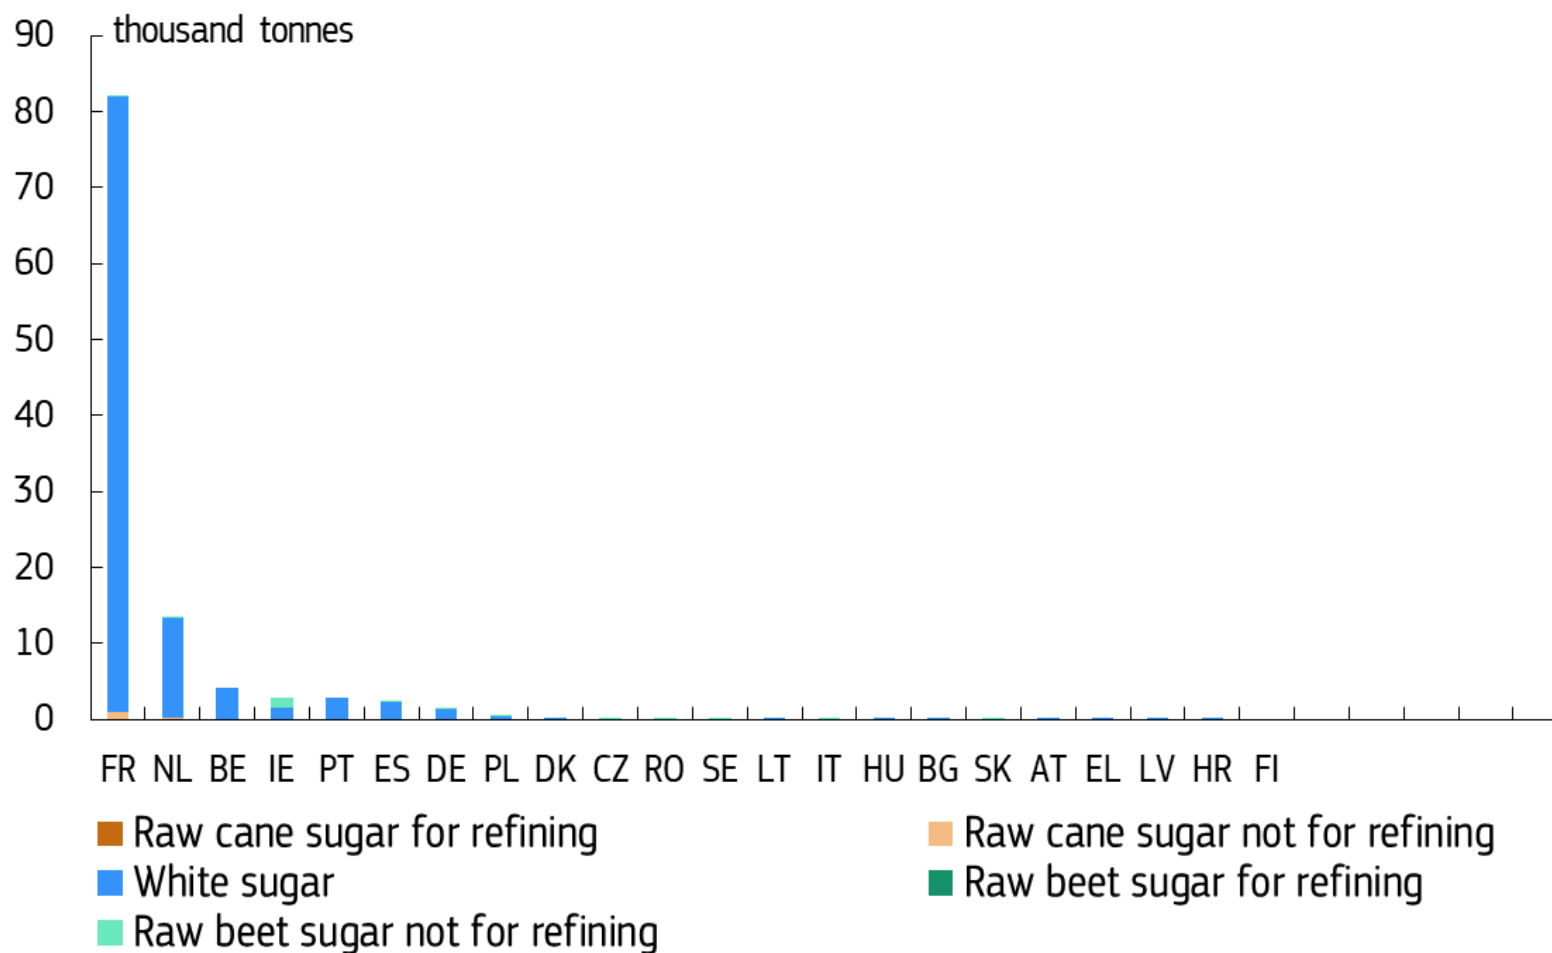 thousand tonnes
90
80
70
60
50
40
30
20
10
0
FR NL BE IE PT ES DE PL DK CZ RO SE LT IT HU BG SK AT EL LV HR FI
Raw cane sugar for refining
Raw cane sugar not for refining
White sugar
Raw beet sugar for refining
Raw beet sugar not for refining